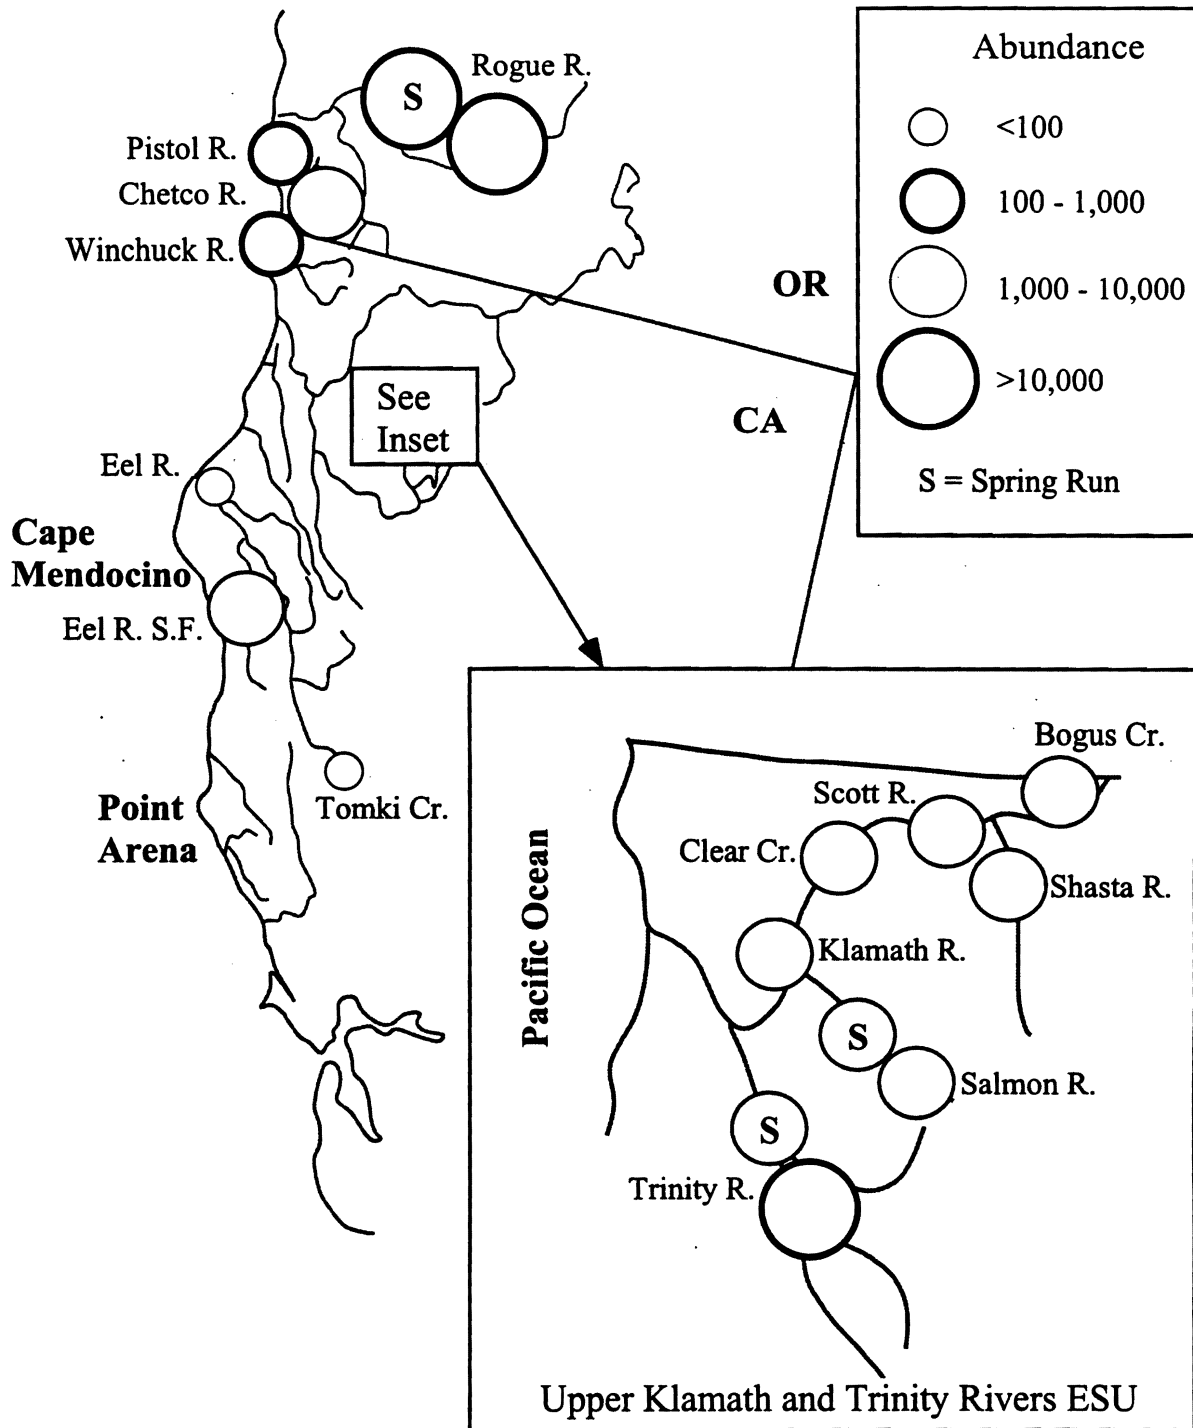 Abundance
<100
100 - 1,000
1,000 - 10,000
>10,000
S = Spring Run
Rogue R.
S
Pistol R.
Chetco R.
Winchuck R.
OR
CA
See
Inset
Eel R.
Cape
Mendocino
Eel R. S.F.
Point
Arena
Tomki Cr.
Bogus Cr.
Scott R.
Clear Cr.
Shasta R.
Pacific Ocean
Klamath R.
S
Salmon R.
S
Trinity R.
Upper Klamath and Trinity Rivers ESU